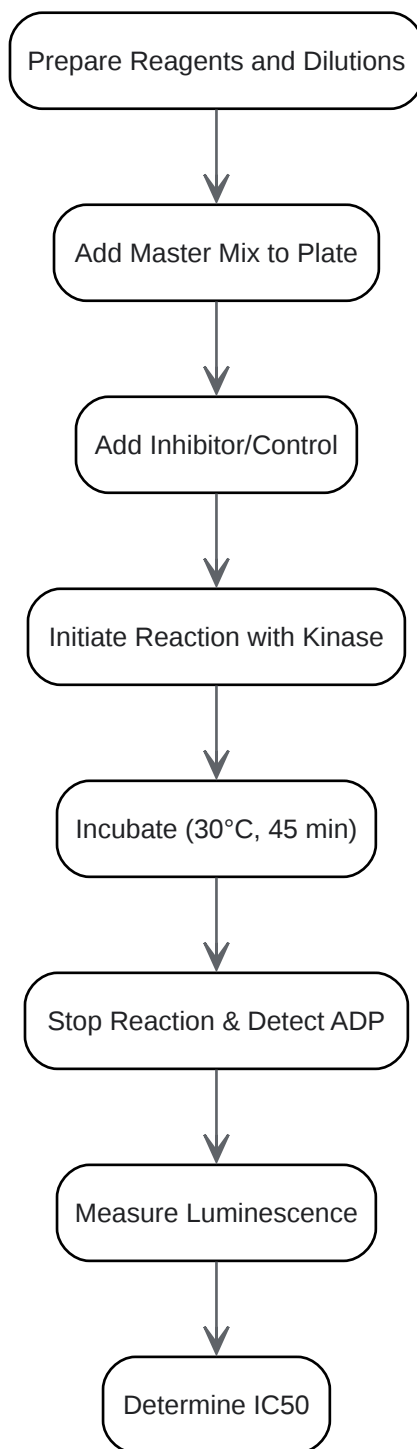 Prepare Reagents and Dilutions
Add Master Mix to Plate
Add Inhibitor/Control
Initiate Reaction with Kinase
Incubate (30°C, 45 min)
Stop Reaction & Detect ADP
Measure Luminescence
Determine IC50